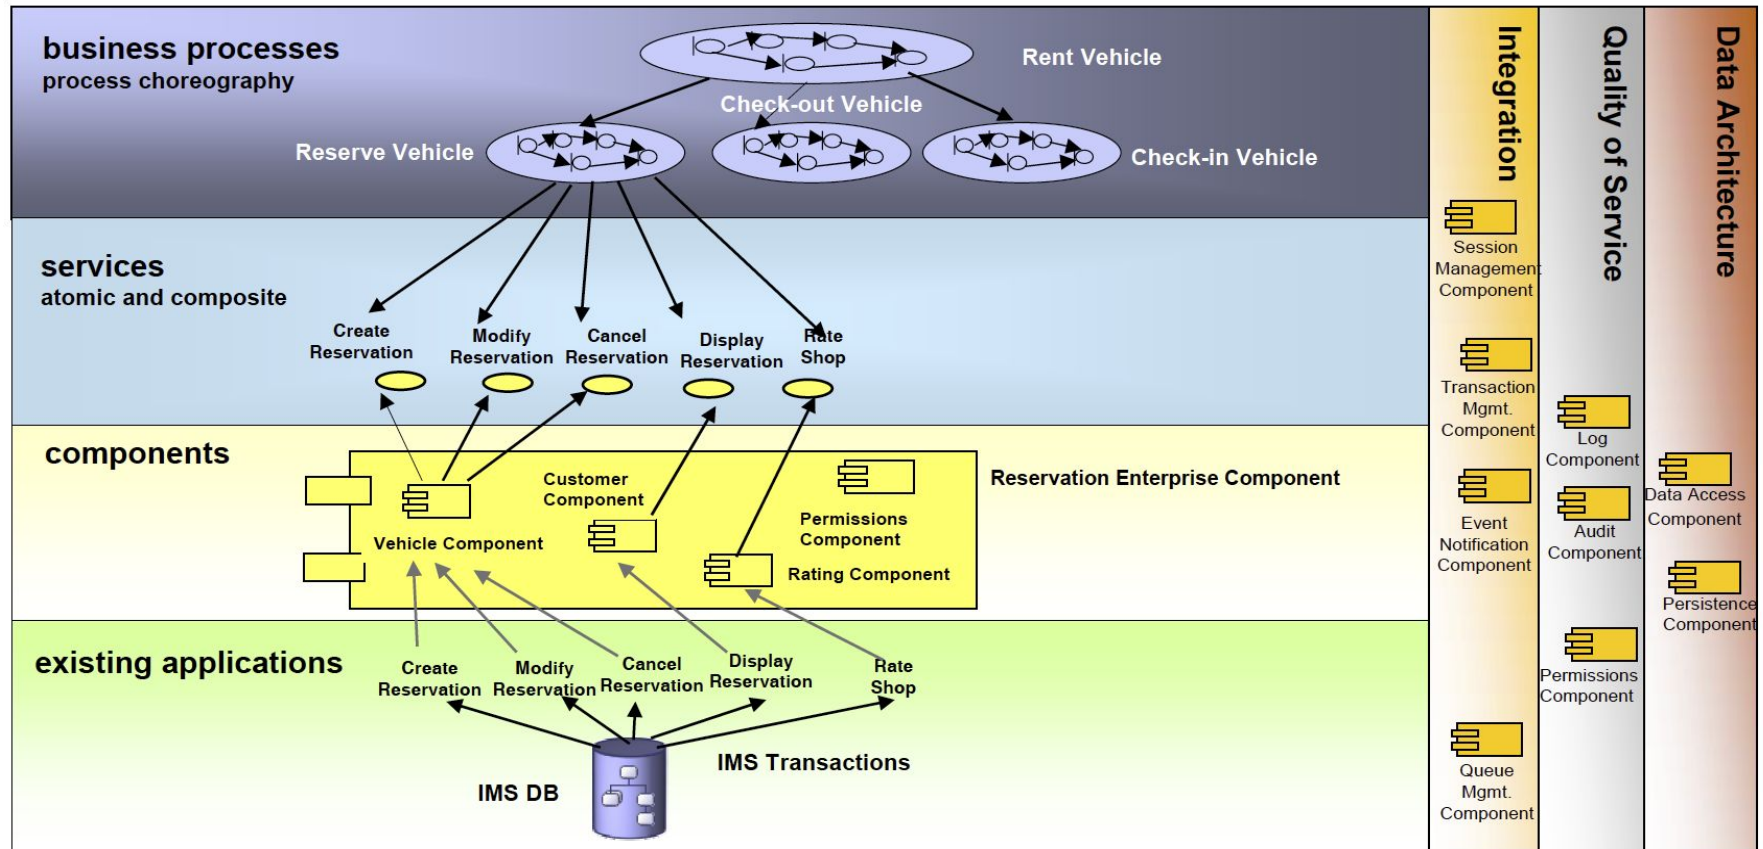 business processes
process choreography
Rent Vehicle
Check-out Vehicle
Reserve Vehicle
Check-in Vehicle
services
atomic and composite
Create
Reservation
Modify
Reservation
Cancel
Reservation
Display
Reservation
Rate
Shop
components
Customer
Component
Reservation Enterprise Component
Permissions
Component
Vehicle Component
Rating Component
existing applications
Create
Reservation
Modify
Reservation
Cancel
Reservation
Display
Reservation
Rate
Shop
IMS Transactions
IMS DB
Integration
Session
Management
Component
Transaction
Mgmt.
Component
Event
Notification
Component
Queue
Mgmt.
Component
Quality of Service
Log
Component
Audit
Component
Permissions
Component
Data Architecture
Data Access
Component
Persistence
Component